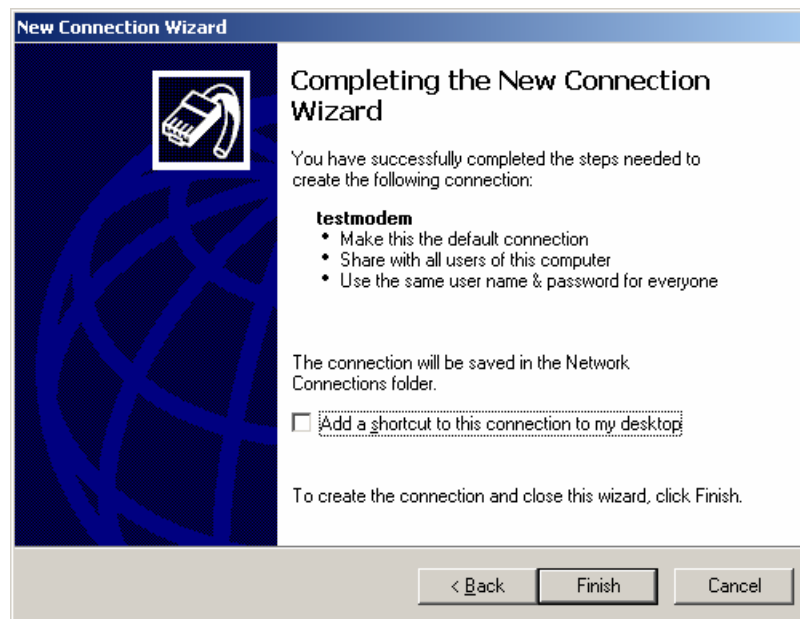 New Connection Wizard
Completing the New Connection
Wizard
You have successfully completed the steps needed to
create the following connection:
testmodem
• Make this the default connection
• Share with all users of this computer
• Use the same user name & password for everyone
The connection will be saved in the Network
Connections folder.
Add a shortcut to this connection to my desktop
To create the connection and close this wizard, click Finish.
< Back Finish Cancel